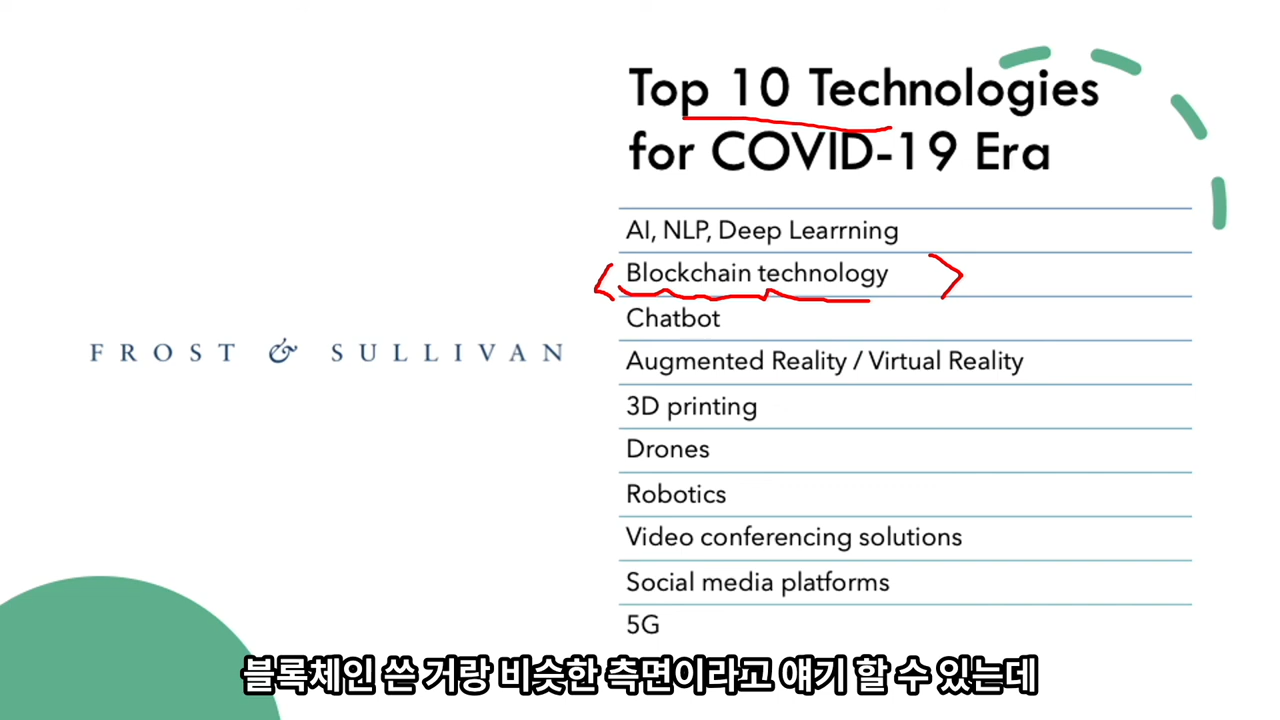 Top 10 Technologies
for COVID-19 Era
AI, NLP, Deep Learrning
Blockchain technology
Chatbot
FROST & SULLIVAN
Augmented Reality / Virtual Reality
3D printing
Drones
Robotics
Video conferencing solutions
Social media platforms
5G
블록체인 쓴 거랑 비슷한 측면이라고 얘기 할 수 있는데